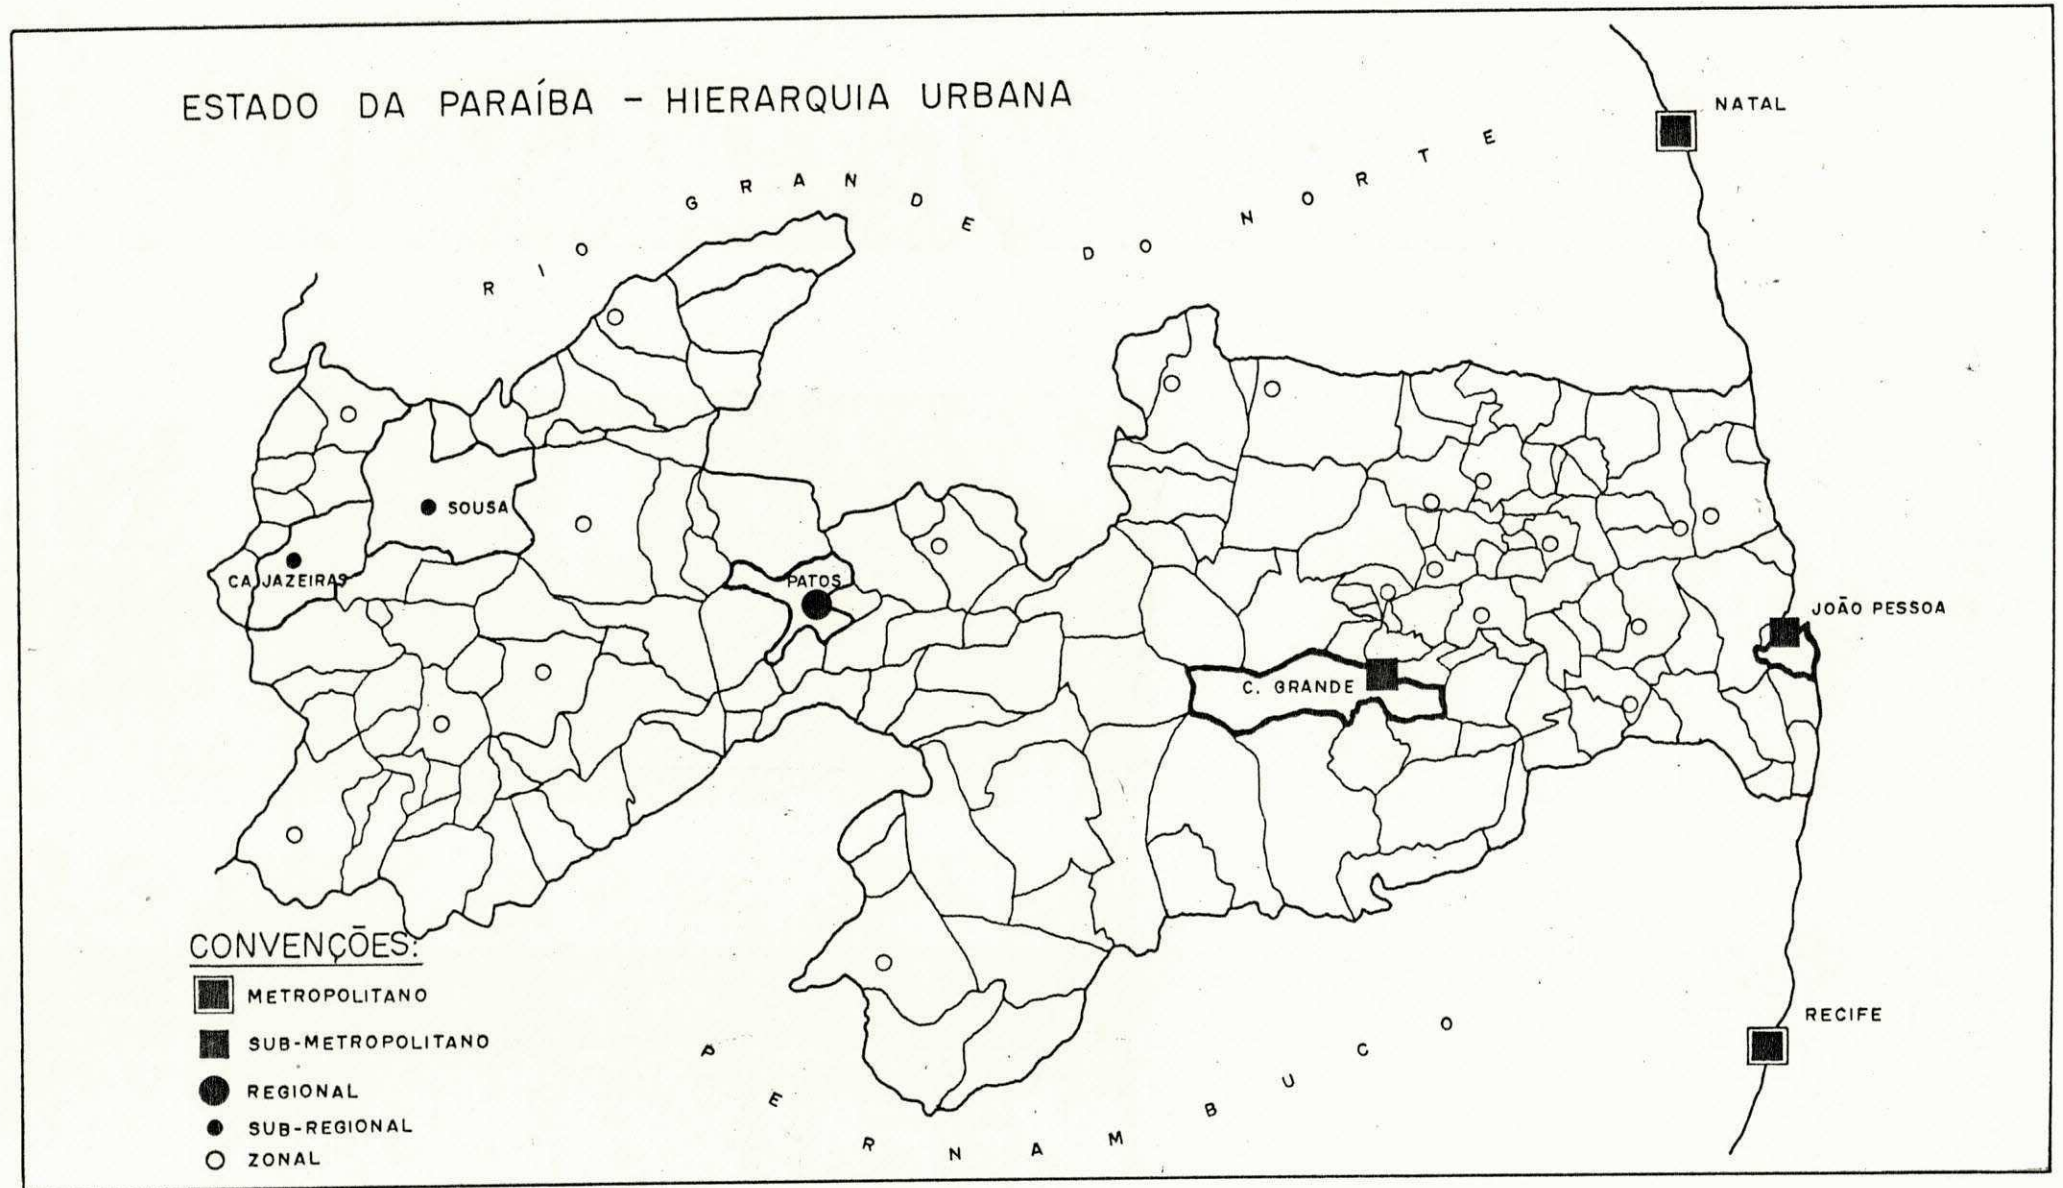 ESTADO DA PARAÍBA - HIERARQUIA URBANA
NATAL
RIO GRANDE DO NORTE
SOUSA
CAJAZEIRAS
PATOS
JOÃO PESSOA
C. GRANDE
RECIFE
PERNAMBUCO
CONVENÇÕES:
METROPOLITANO
SUB-METROPOLITANO
REGIONAL
SUB-REGIONAL
ZONAL